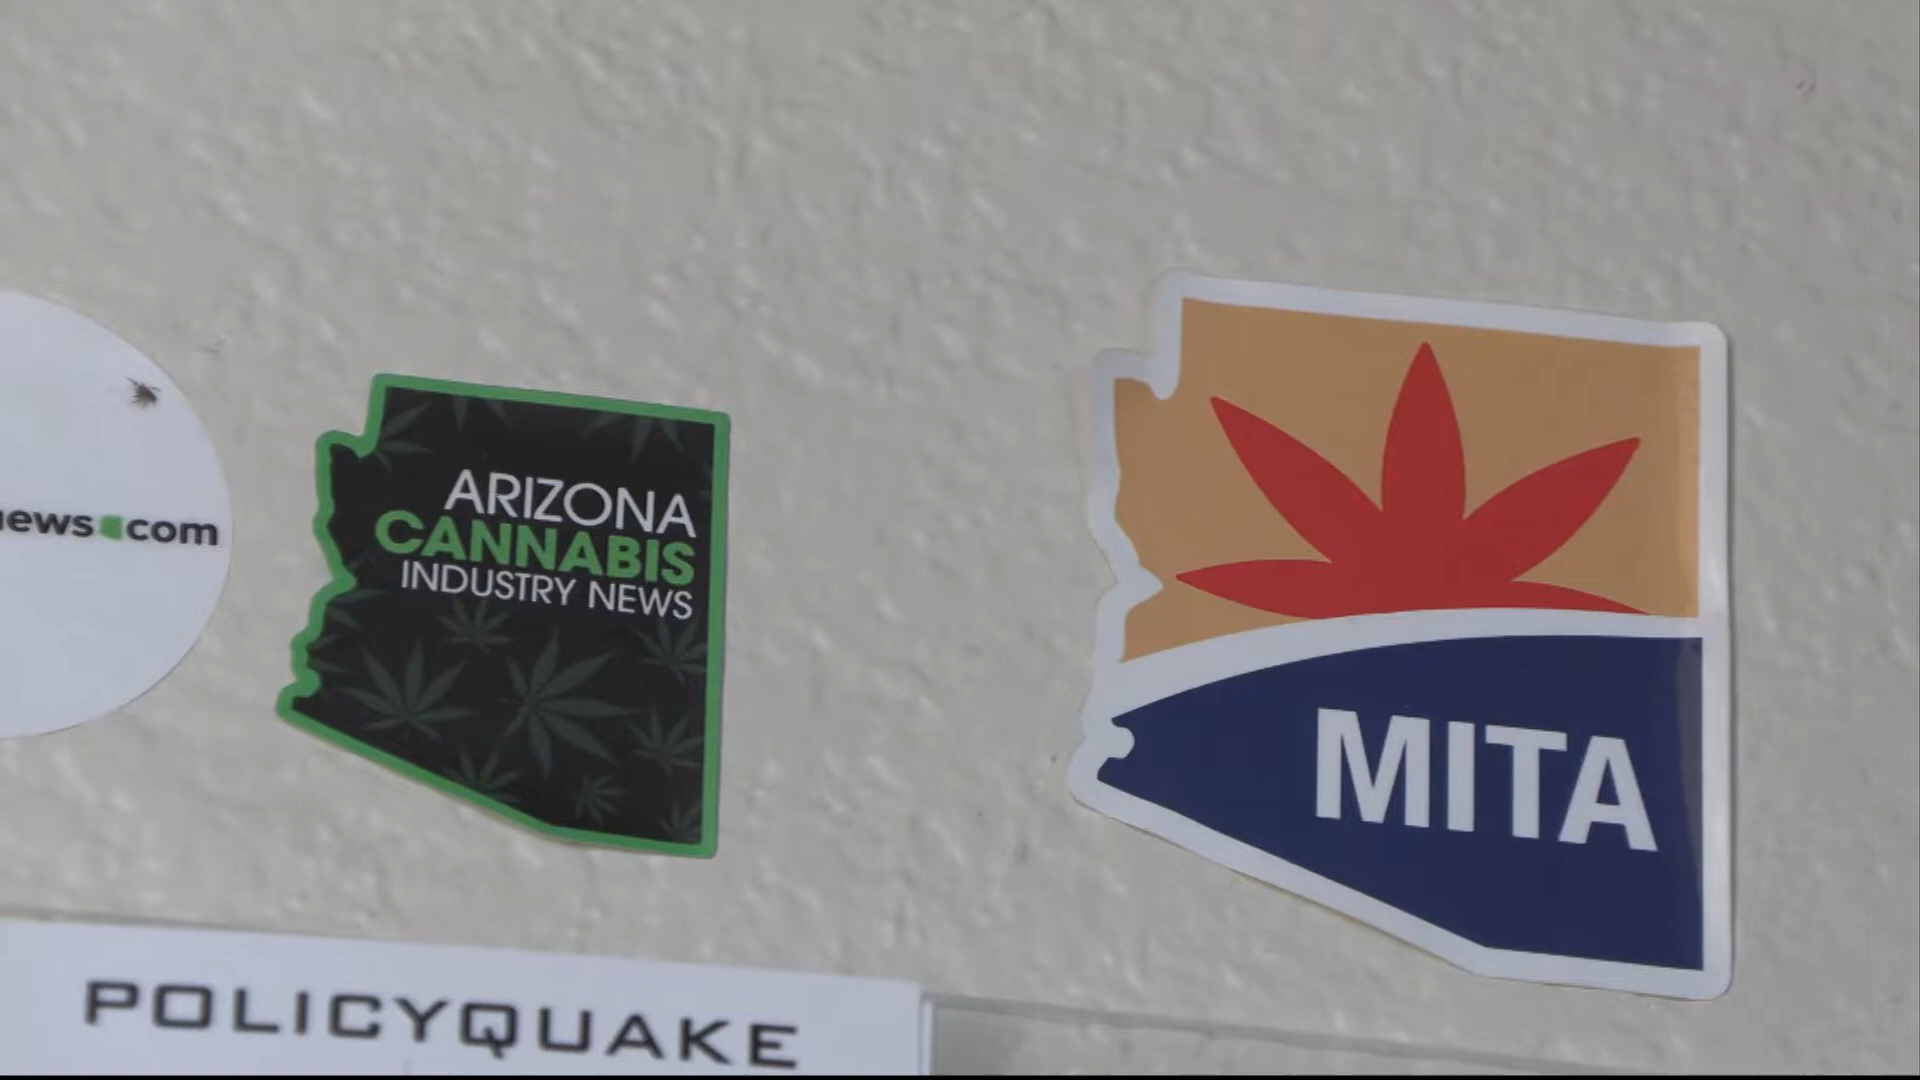 news.com
ARIZONA
CANNABIS
INDUSTRY NEWS
MITA
POLICYQUAKE